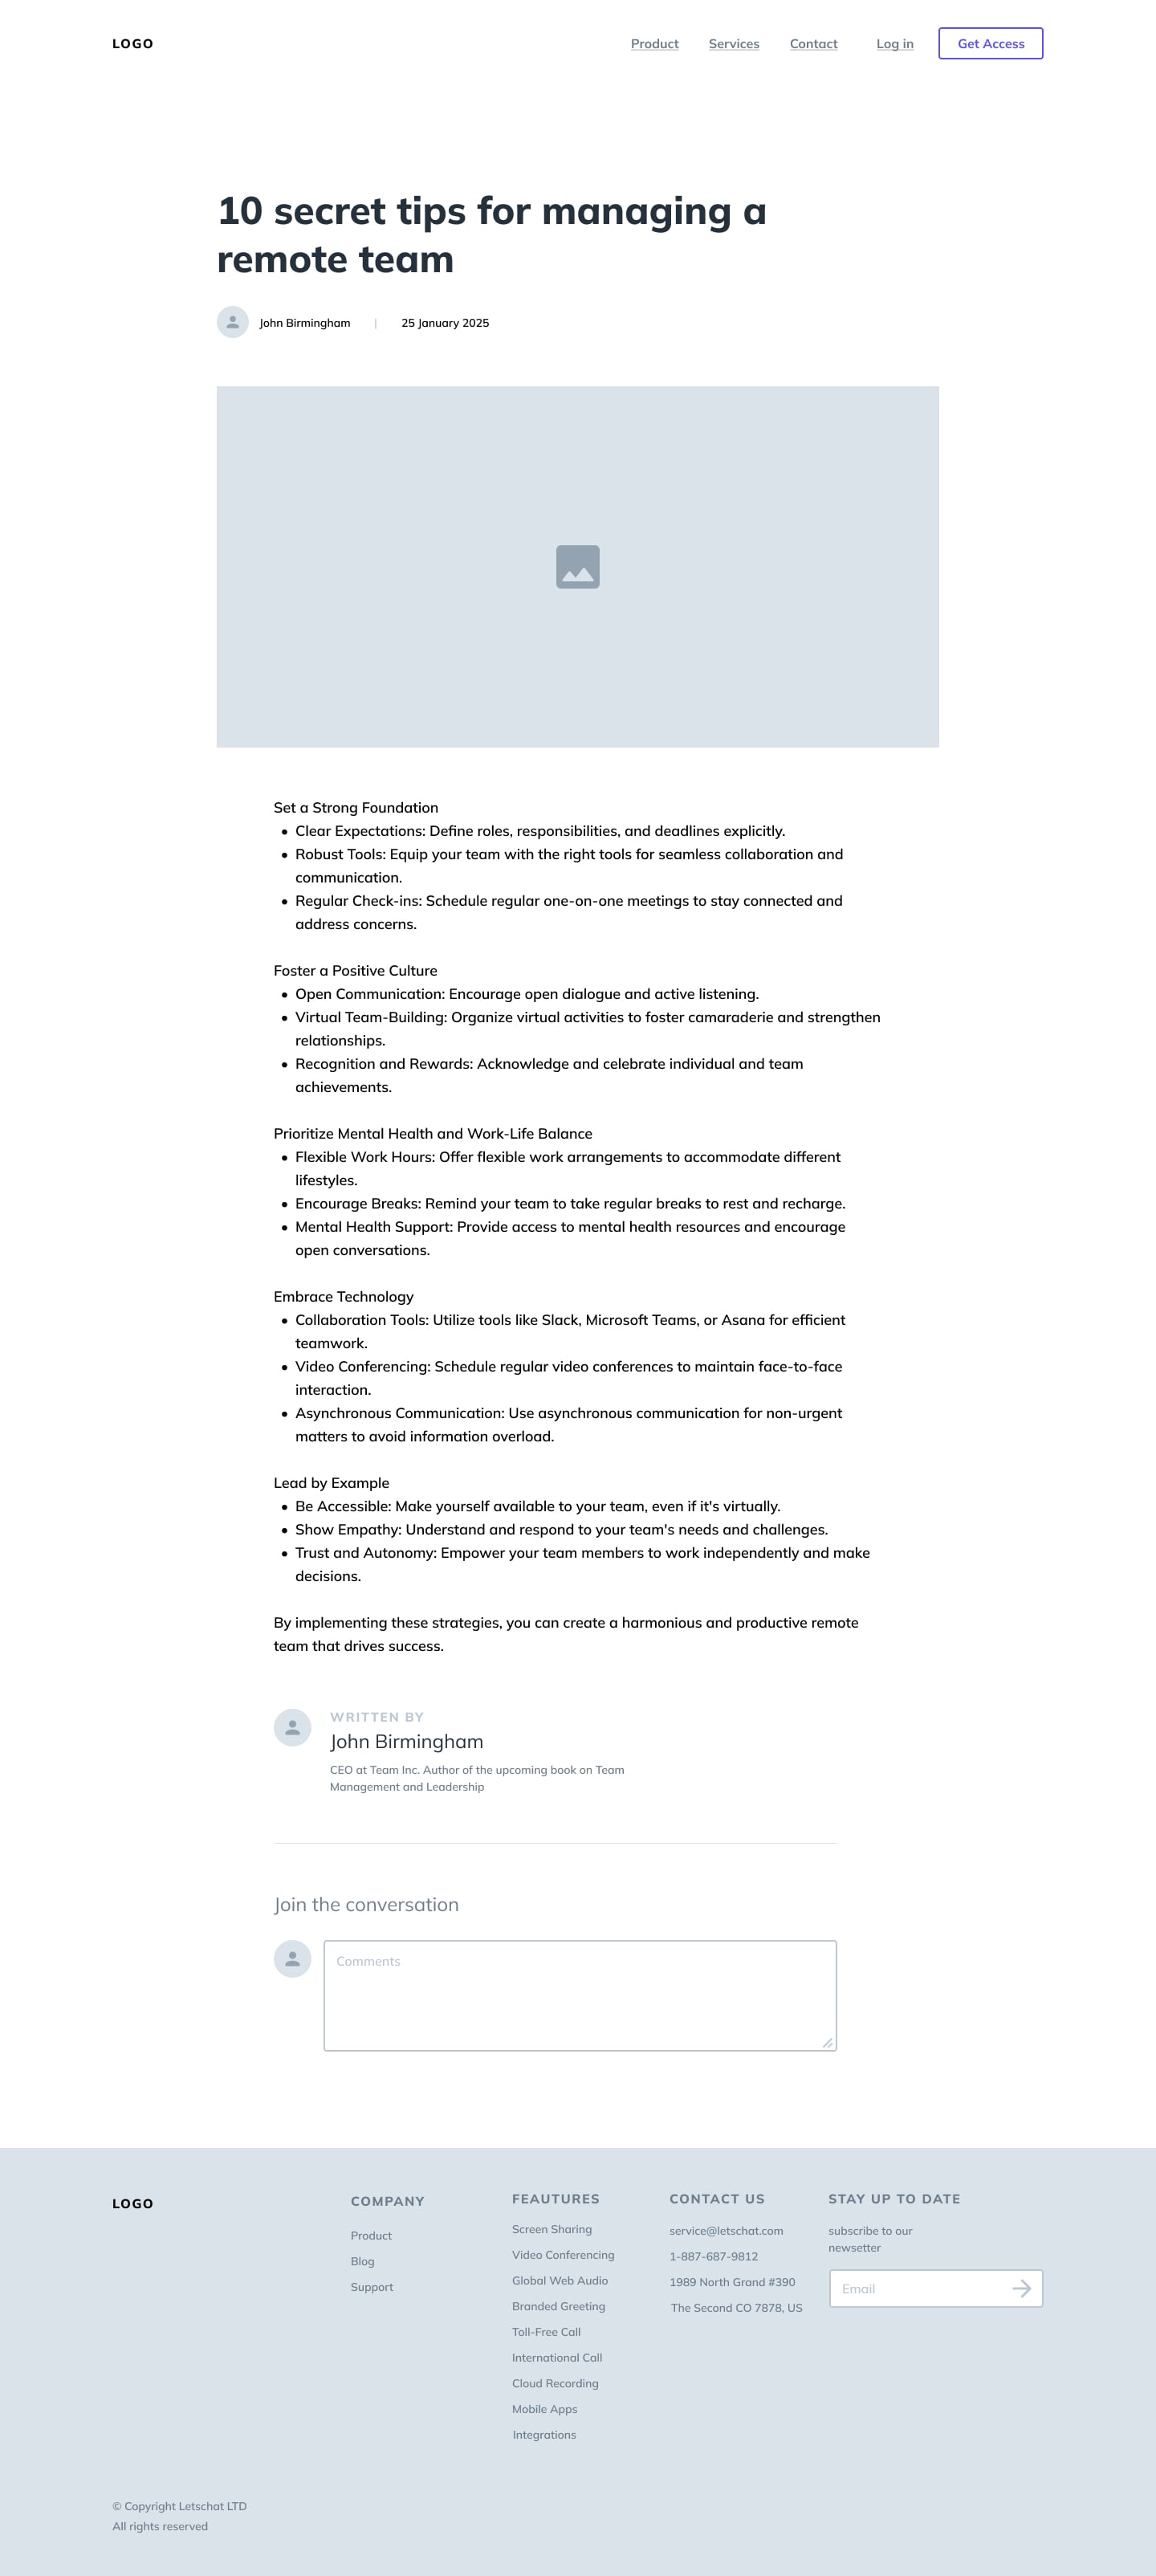 LOGO
Product Services Contact Log in Get Access
10 secret tips for managing a
remote team
John Birmingham | 25 January 2025
Set a Strong Foundation
• Clear Expectations: Define roles, responsibilities, and deadlines explicitly.
• Robust Tools: Equip your team with the right tools for seamless collaboration and
communication.
• Regular Check-ins: Schedule regular one-on-one meetings to stay connected and
address concerns.
Foster a Positive Culture
• Open Communication: Encourage open dialogue and active listening.
• Virtual Team-Building: Organize virtual activities to foster camaraderie and strengthen
relationships.
• Recognition and Rewards: Acknowledge and celebrate individual and team
achievements.
Prioritize Mental Health and Work-Life Balance
• Flexible Work Hours: Offer flexible work arrangements to accommodate different
lifestyles.
• Encourage Breaks: Remind your team to take regular breaks to rest and recharge.
• Mental Health Support: Provide access to mental health resources and encourage
open conversations.
Embrace Technology
• Collaboration Tools: Utilize tools like Slack, Microsoft Teams, or Asana for efficient
teamwork.
• Video Conferencing: Schedule regular video conferences to maintain face-to-face
interaction.
• Asynchronous Communication: Use asynchronous communication for non-urgent
matters to avoid information overload.
Lead by Example
• Be Accessible: Make yourself available to your team, even if it's virtually.
• Show Empathy: Understand and respond to your team's needs and challenges.
• Trust and Autonomy: Empower your team members to work independently and make
decisions.
By implementing these strategies, you can create a harmonious and productive remote
team that drives success.
WRITTEN BY
John Birmingham
CEO at Team Inc. Author of the upcoming book on Team
Management and Leadership
Join the conversation
Comments
LOGO
COMPANY
Product
Blog
Support
FEAUTURES
Screen Sharing
Video Conferencing
Global Web Audio
Branded Greeting
Toll-Free Call
International Call
Cloud Recording
Mobile Apps
Integrations
CONTACT US
service@letschat.com
1-887-687-9812
1989 North Grand #390
The Second CO 7878, US
STAY UP TO DATE
subscribe to our
newsetter
Email
© Copyright Letschat LTD
All rights reserved